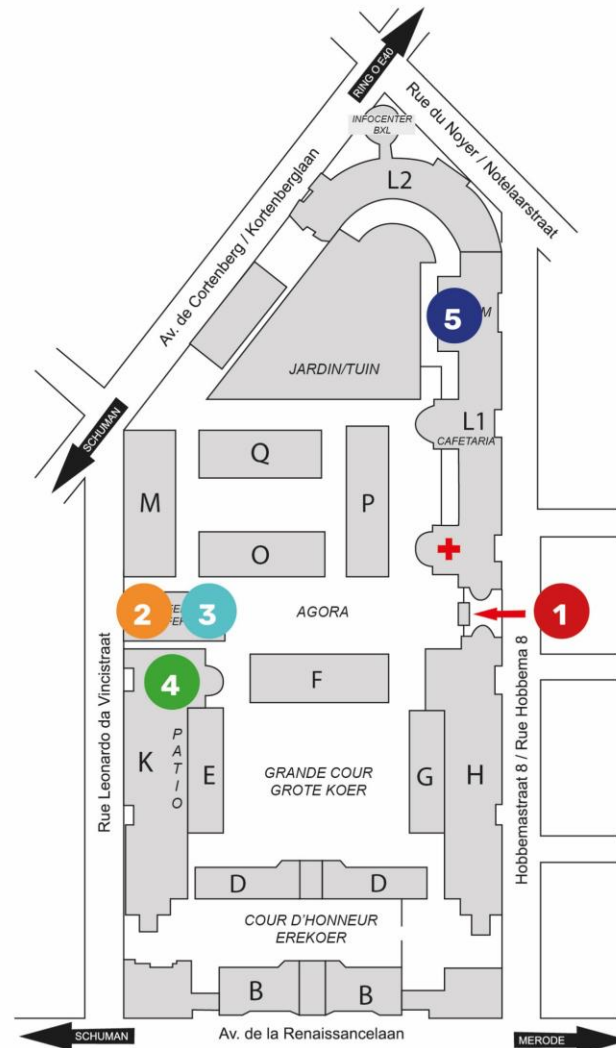 RING O E40
Rue du Noyer / Notelaarstraat
INFOCENTER
BXL
L2
Av. de Cortenberg / Kortenberglaan
5
M
JARDIN/TUIN
SCHUMAN
L1
CAFETARIA
Q
M
P
O
2
3
AGORA
1
4
F
Rue Leonardo da Vincistraat
K
PATIO
E
GRANDE COUR
GROTE KOER
G
H
Hobbemastraat 8 / Rue Hobbema 8
D
D
COUR D'HONNEUR
EREKOER
B
B
SCHUMAN
Av. de la Renaissancelaan
MERODE